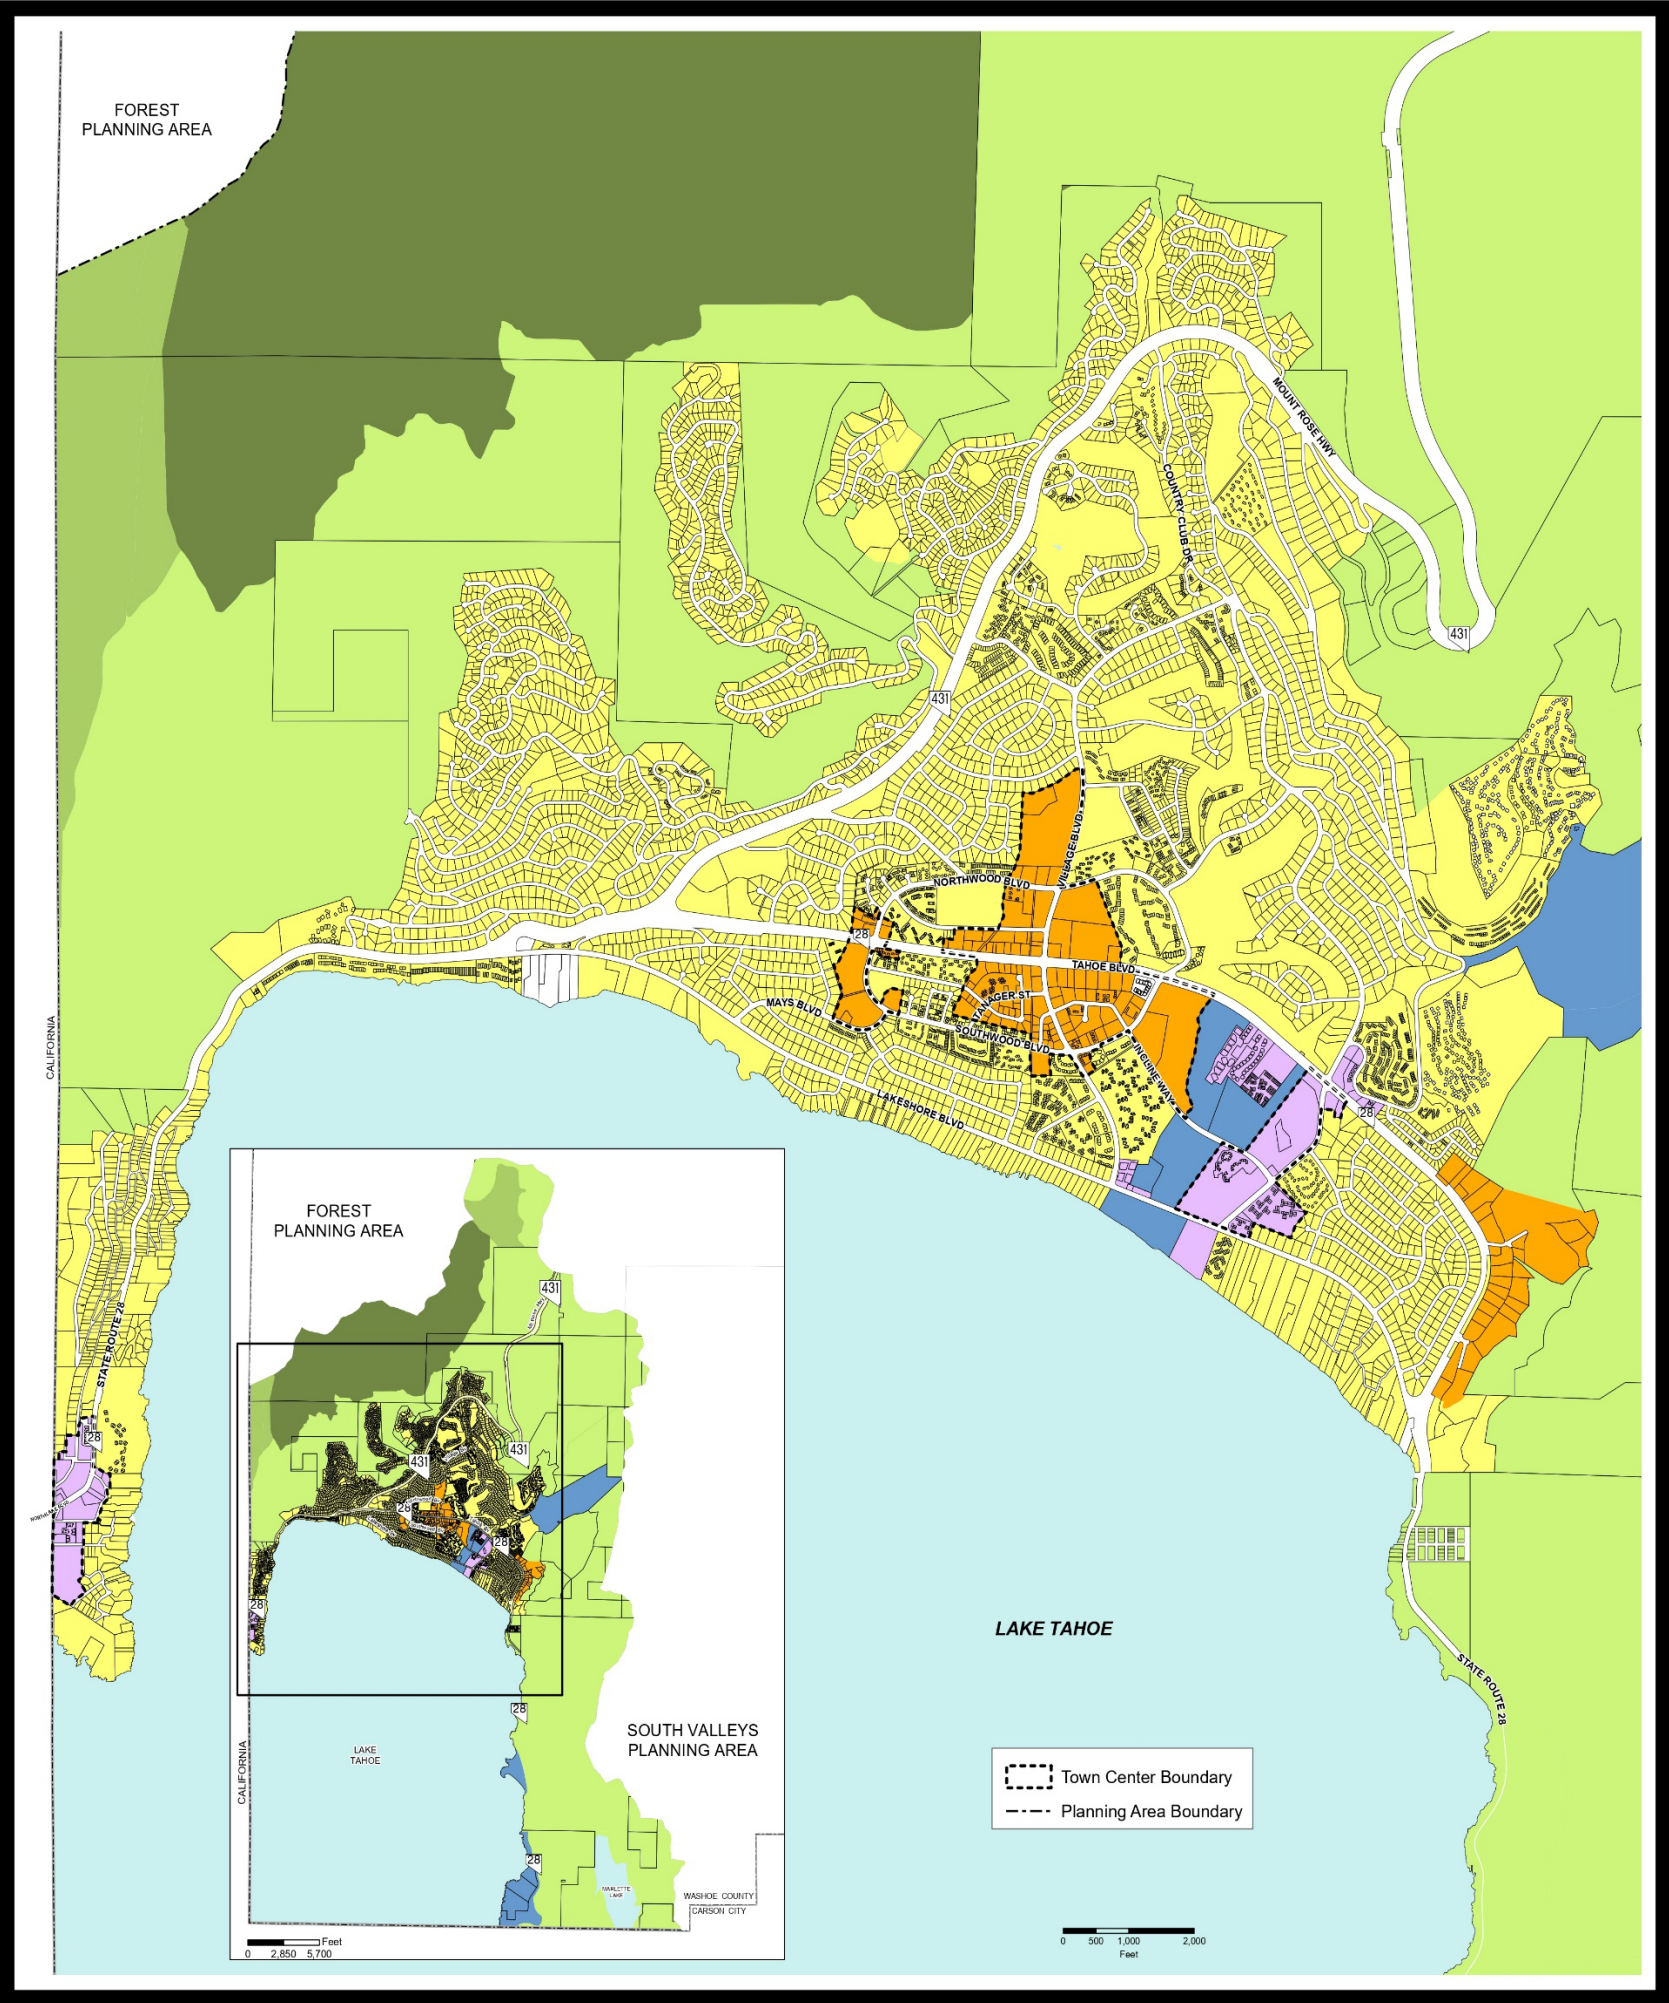 FOREST
PLANNING AREA
MOUNT ROSE HWY
COUNTRY CLUB DR
431
431
VILLAGE BLVD
NORTHWOOD BLVD
28
TAHOE BLVD
TANAGER ST
MAYS BLVD
SOUTHWOOD BLVD
INCLINE WAY
LAKESHORE BLVD
28
CALIFORNIA
STATE ROUTE 28
28
FOREST
PLANNING AREA
431
431
431
28
28
28
28
SOUTH VALLEYS
PLANNING AREA
LAKE
TAHOE
CALIFORNIA
28
MARLETTE
LAKE
WASHOE COUNTY
CARSON CITY
Feet
0 2,850 5,700
LAKE TAHOE
STATE ROUTE 28
Town Center Boundary
Planning Area Boundary
0 500 1,000 2,000
Feet